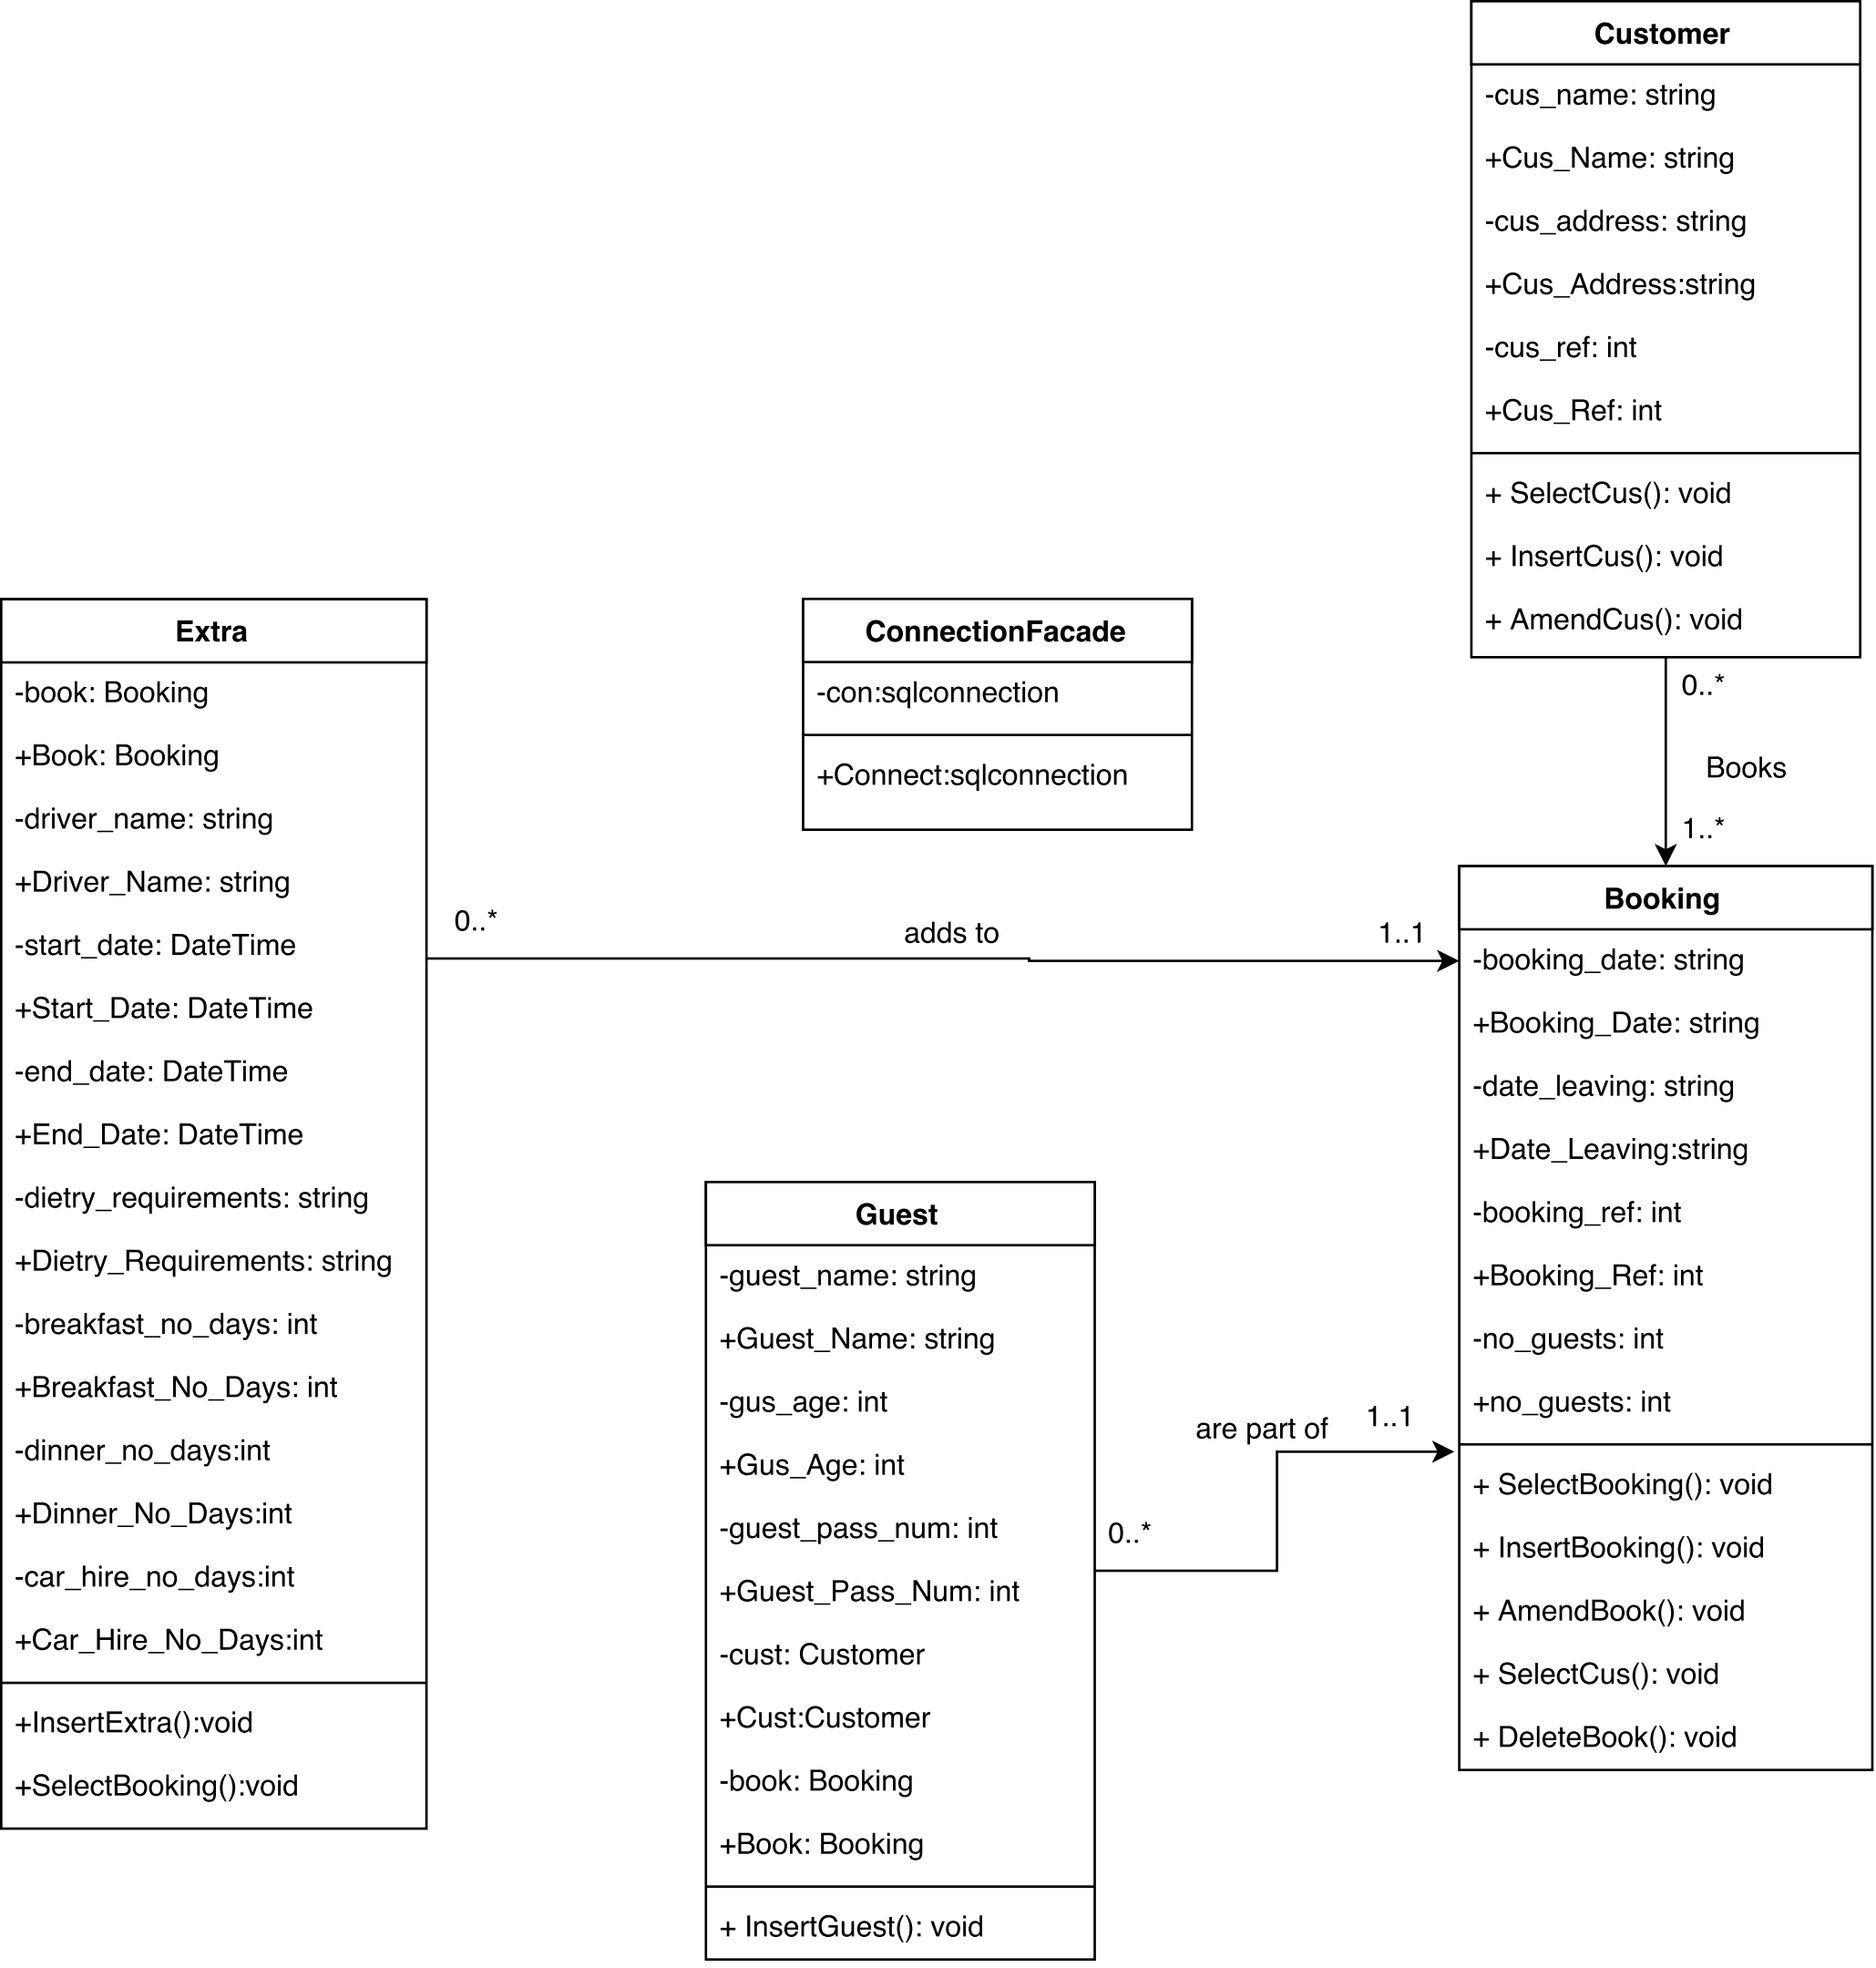 Customer
-cus_name: string
+Cus_Name: string
-cus_address: string
+Cus_Address:string
-cus_ref: int
+Cus_Ref: int
+ SelectCus(): void
+ InsertCus(): void
+ AmendCus(): void
0..*
Books
1..*
Extra
-book: Booking
+Book: Booking
-driver_name: string
+Driver_Name: string
-start_date: DateTime
+Start_Date: DateTime
-end_date: DateTime
+End_Date: DateTime
-dietry_requirements: string
+Dietry_Requirements: string
-breakfast_no_days: int
+Breakfast_No_Days: int
-dinner_no_days:int
+Dinner_No_Days:int
-car_hire_no_days:int
+Car_Hire_No_Days:int
+InsertExtra():void
+SelectBooking():void
ConnectionFacade
-con:sqlconnection
+Connect:sqlconnection
0..*
adds to
1..1
Booking
-booking_date: string
+Booking_Date: string
-date_leaving: string
+Date_Leaving:string
-booking_ref: int
+Booking_Ref: int
-no_guests: int
+no_guests: int
+ SelectBooking(): void
+ InsertBooking(): void
+ AmendBook(): void
+ SelectCus(): void
+ DeleteBook(): void
Guest
-guest_name: string
+Guest_Name: string
-gus_age: int
+Gus_Age: int
-guest_pass_num: int
+Guest_Pass_Num: int
-cust: Customer
+Cust:Customer
-book: Booking
+Book: Booking
+ InsertGuest(): void
0..*
are part of
1..1